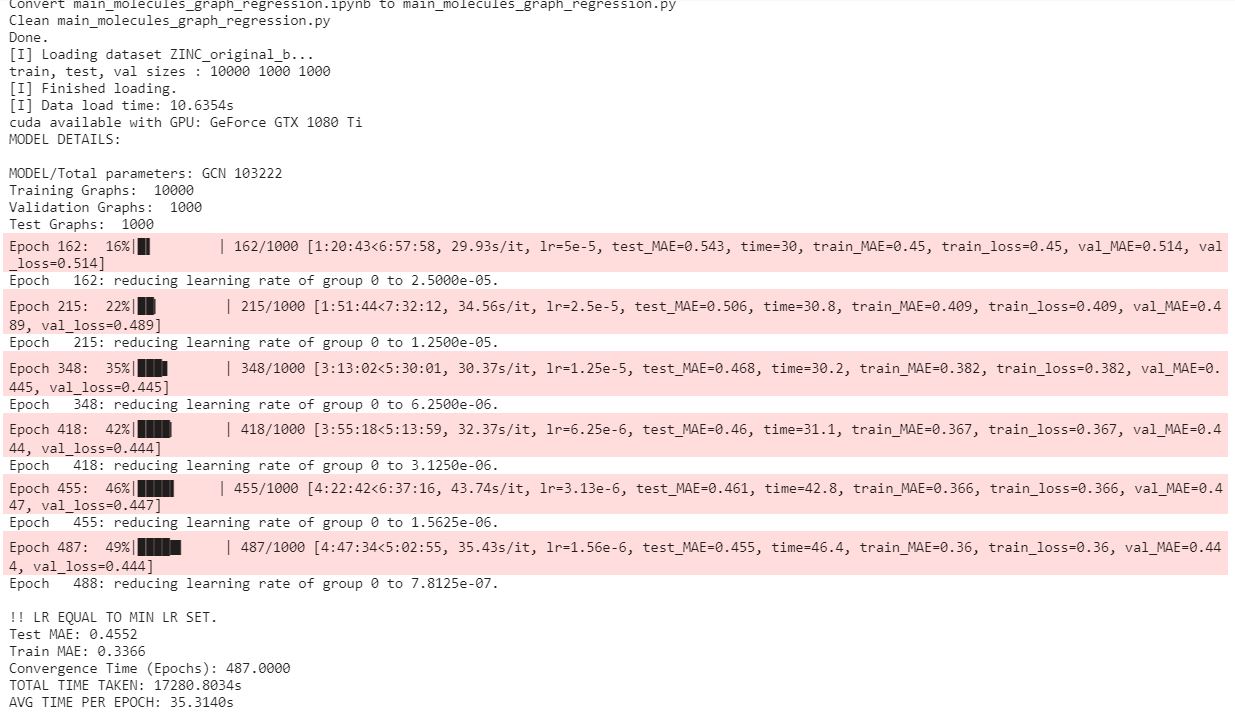 Convert main_molecules_graph_regression.ipynb to main_molecules_graph_regression.py
Clean main_molecules_graph_regression.py
Done.
[I] Loading dataset ZINC_original_b...
train, test, val sizes : 10000 1000 1000
[I] Finished loading.
[I] Data load time: 10.6354s
cuda available with GPU: GeForce GTX 1080 Ti
MODEL DETAILS:
MODEL/Total parameters: GCN 103222
Training Graphs:  10000
Validation Graphs:  1000
Test Graphs:  1000
Epoch 162:  16%|█▌        | 162/1000 [1:20:43<6:57:58, 29.93s/it, lr=5e-5, test_MAE=0.543, time=30, train_MAE=0.45, train_loss=0.45, val_MAE=0.514, val
_loss=0.514]
Epoch   162: reducing learning rate of group 0 to 2.5000e-05.
Epoch 215:  22%|██▏       | 215/1000 [1:51:44<7:32:12, 34.56s/it, lr=2.5e-5, test_MAE=0.506, time=30.8, train_MAE=0.409, train_loss=0.409, val_MAE=0.4
89, val_loss=0.489]
Epoch   215: reducing learning rate of group 0 to 1.2500e-05.
Epoch 348:  35%|███▍      | 348/1000 [3:13:02<5:30:01, 30.37s/it, lr=1.25e-5, test_MAE=0.468, time=30.2, train_MAE=0.382, train_loss=0.382, val_MAE=0.
445, val_loss=0.445]
Epoch   348: reducing learning rate of group 0 to 6.2500e-06.
Epoch 418:  42%|████▏     | 418/1000 [3:55:18<5:13:59, 32.37s/it, lr=6.25e-6, test_MAE=0.46, time=31.1, train_MAE=0.367, train_loss=0.367, val_MAE=0.4
44, val_loss=0.444]
Epoch   418: reducing learning rate of group 0 to 3.1250e-06.
Epoch 455:  46%|████▌     | 455/1000 [4:22:42<6:37:16, 43.74s/it, lr=3.13e-6, test_MAE=0.461, time=42.8, train_MAE=0.366, train_loss=0.366, val_MAE=0.4
47, val_loss=0.447]
Epoch   455: reducing learning rate of group 0 to 1.5625e-06.
Epoch 487:  49%|████▊     | 487/1000 [4:47:34<5:02:55, 35.43s/it, lr=1.56e-6, test_MAE=0.455, time=46.4, train_MAE=0.36, train_loss=0.36, val_MAE=0.44
4, val_loss=0.444]
Epoch   488: reducing learning rate of group 0 to 7.8125e-07.
!! LR EQUAL TO MIN LR SET.
Test MAE: 0.4552
Train MAE: 0.3366
Convergence Time (Epochs): 487.0000
TOTAL TIME TAKEN: 17280.8034s
AVG TIME PER EPOCH: 35.3140s